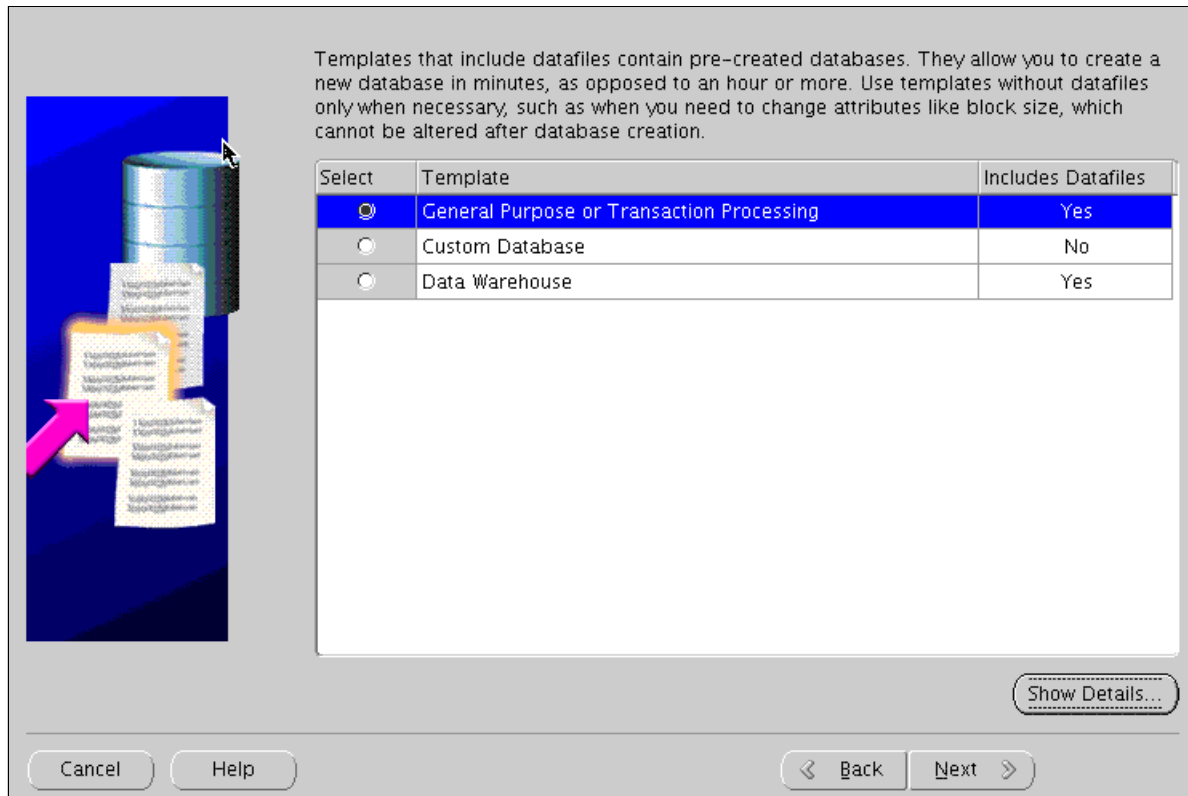 Templates that include datafiles contain pre-created databases. They allow you to create a
new database in minutes, as opposed to an hour or more. Use templates without datafiles
only when necessary, such as when you need to change attributes like block size, which
cannot be altered after database creation.
Select Template Includes Datafiles
General Purpose or Transaction Processing Yes
Custom Database No
Data Warehouse Yes
Show Details...
Cancel Help Back Next